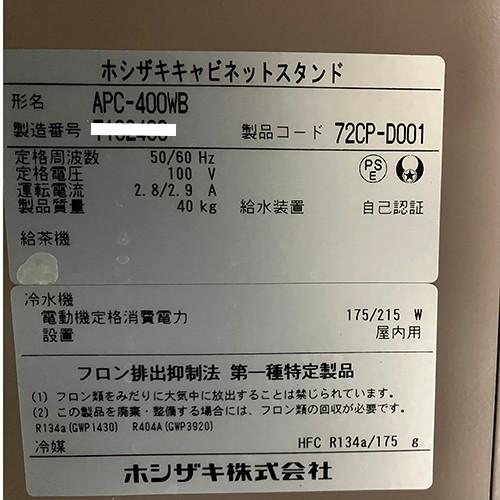 ホシザキキャビネットスタンド
形名 APC-400WB
製造番号
製品コード 72CP-D001
定格周波数 50/60 Hz
定格電圧 100 V
運転電流 2.8/2.9 A
製品質量 40 kg 給水装置 自己認証
PS
E
給茶機
冷水機
電動機定格消費電力 175/215 W
設置 屋内用
フロン排出抑制法 第一種特定製品
(1) フロン類をみだりに大気中に放出することは禁じられています。
(2) この製品を廃棄・整備する場合には、フロン類の回収が必要です。
R134a(GWP1430) R404A(GWP3920)
冷媒 HFC R134a/175 g
ホシザキ株式会社